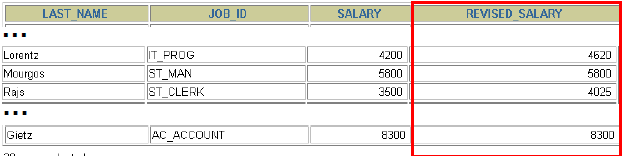 LAST_NAME JOB_ID SALARY REVISED_SALARY
...
Lorentz IT_PROG 4200 4620
Mourgos ST_MAN 5800 5800
Rajs ST_CLERK 3500 4025
...
Gietz AC_ACCOUNT 8300 8300